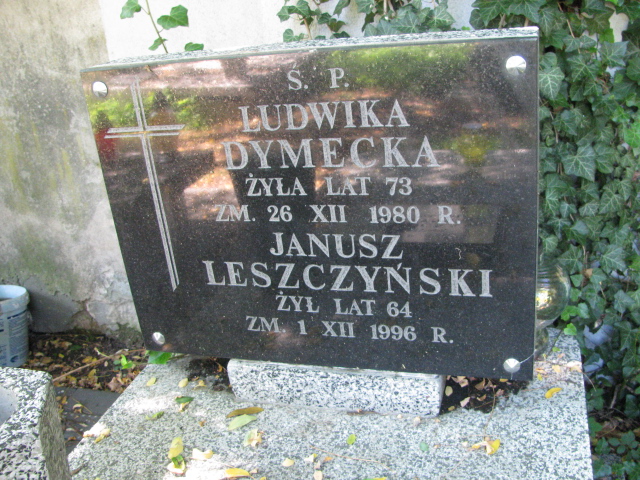 S. P.
LUDWIKA
DYMECKA
ŻYŁA LAT 73
ZM. 26 XII 1980 R.
JANUSZ
LESZCZYŃSKI
ŻYŁ LAT 64
ZM. 1 XII 1996 R.